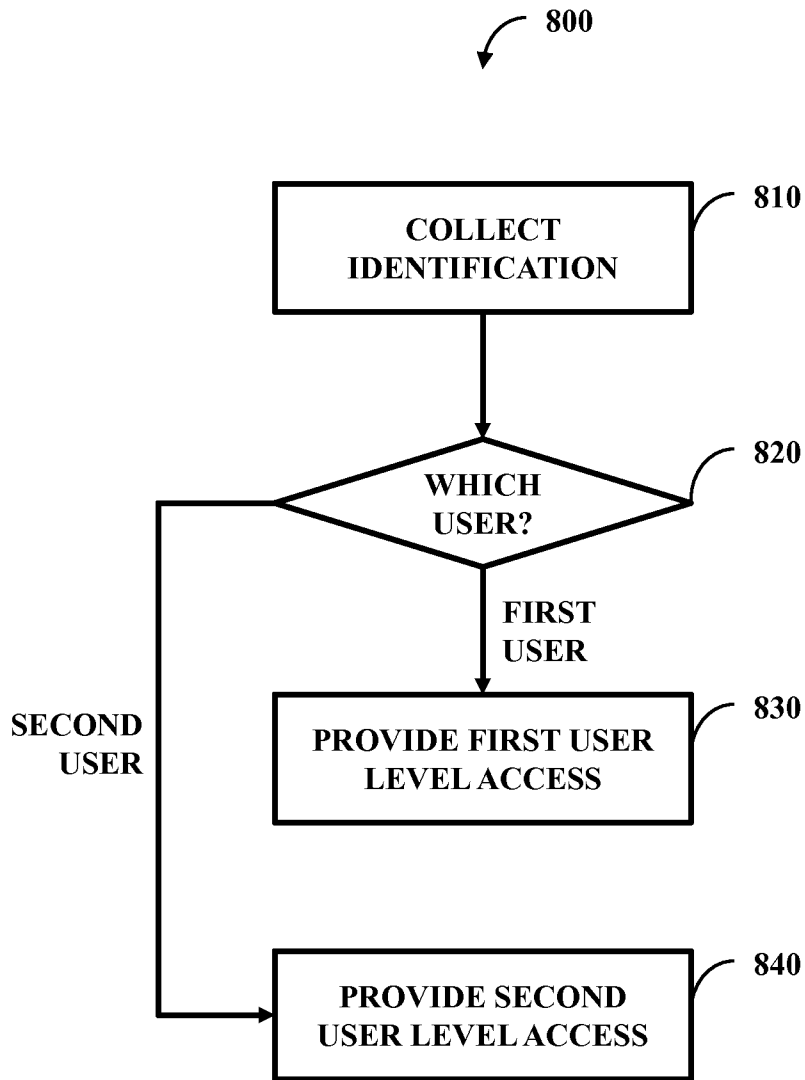 800
810
COLLECT
IDENTIFICATION
820
WHICH
USER?
FIRST
USER
SECOND
USER
830
PROVIDE FIRST USER
LEVEL ACCESS
840
PROVIDE SECOND
USER LEVEL ACCESS